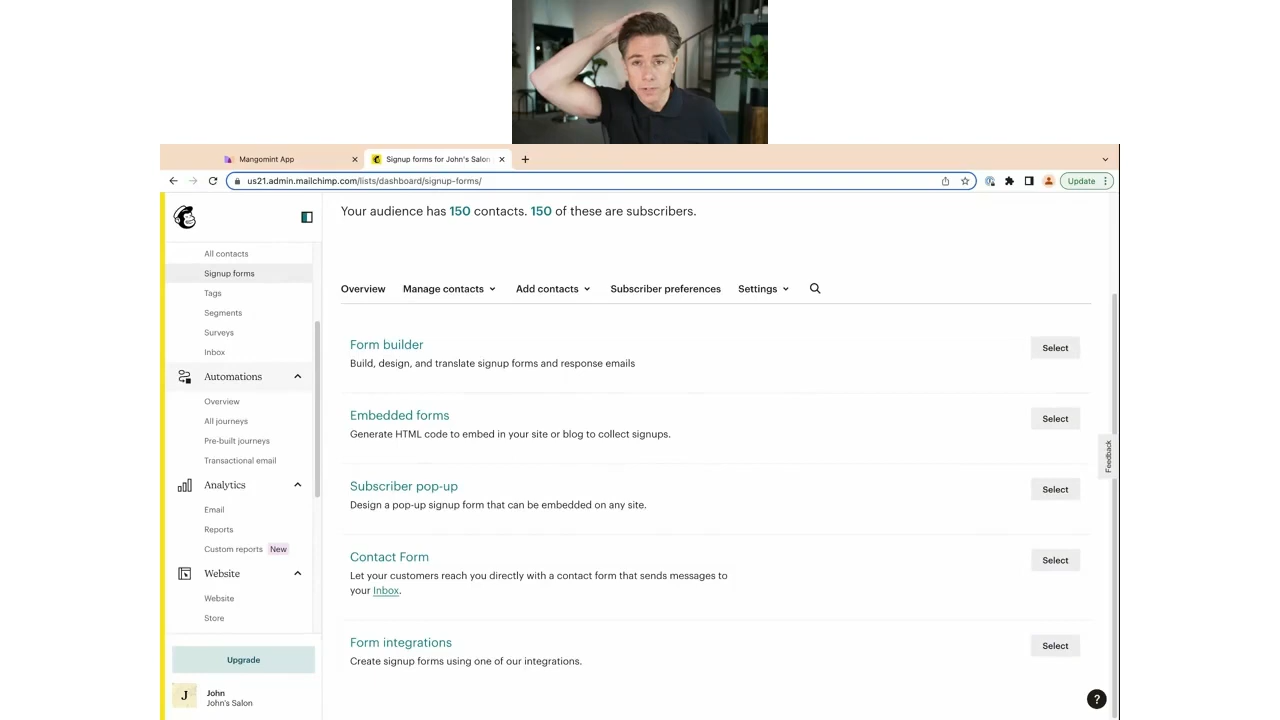 Mangomint App
Signup forms for John's Salon
us21.admin.mailchimp.com/lists/dashboard/signup-forms/
Update
Your audience has 150 contacts. 150 of these are subscribers.
All contacts
Signup forms
Tags
Segments
Surveys
Inbox
Automations
Overview
All journeys
Pre-built journeys
Transactional email
Analytics
Email
Reports
Custom reports New
Website
Website
Store
Upgrade
J
John
John's Salon
Overview Manage contacts Add contacts Subscriber preferences Settings
Form builder
Build, design, and translate signup forms and response emails
Select
Embedded forms
Generate HTML code to embed in your site or blog to collect signups.
Select
Subscriber pop-up
Design a pop-up signup form that can be embedded on any site.
Select
Contact Form
Let your customers reach you directly with a contact form that sends messages to
your Inbox.
Select
Form integrations
Create signup forms using one of our integrations.
Select
Feedback
?